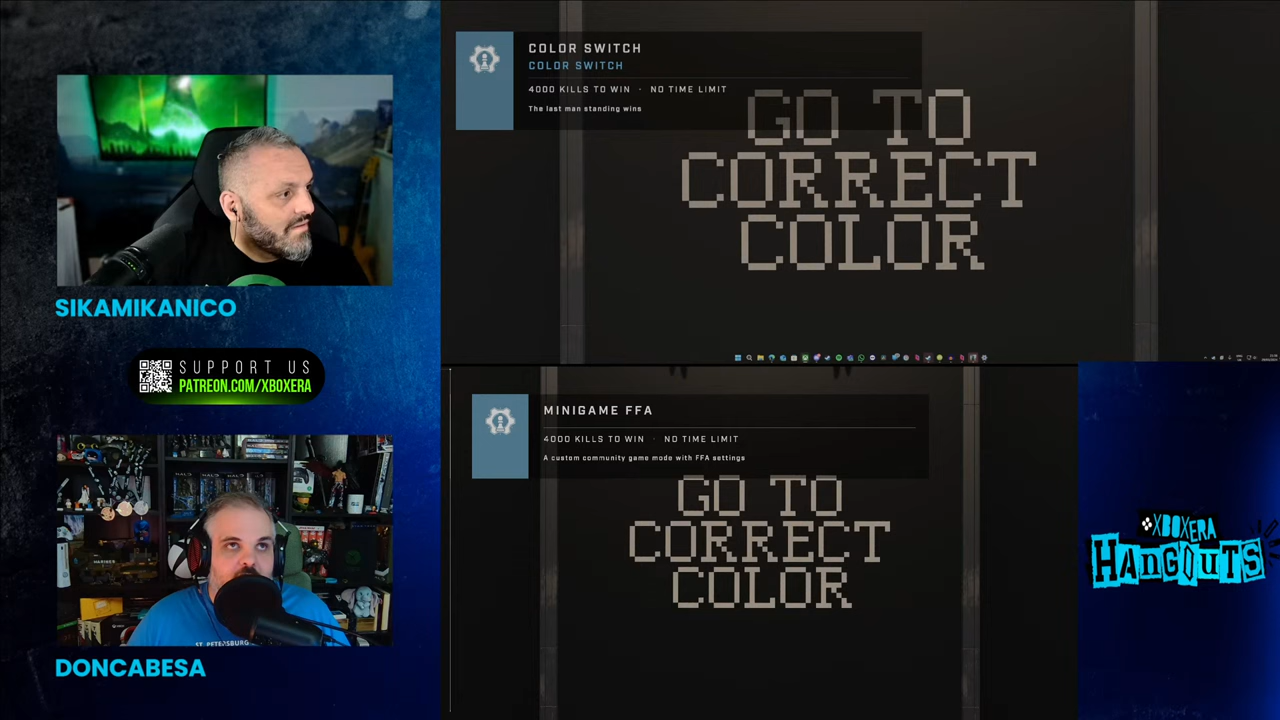 SIKAMIKANICO
SUPPORT US
PATREON.COM/XBOXERA
ST. PETERSBURG
DONCABESA
COLOR SWITCH
COLOR SWITCH
4000 KILLS TO WIN · NO TIME LIMIT
The last man standing wins
GO TO
CORRECT
COLOR
MINIGAME FFA
4000 KILLS TO WIN · NO TIME LIMIT
A custom community game mode with FFA settings
GO TO
CORRECT
COLOR
XBOXERA
HANGOUTS